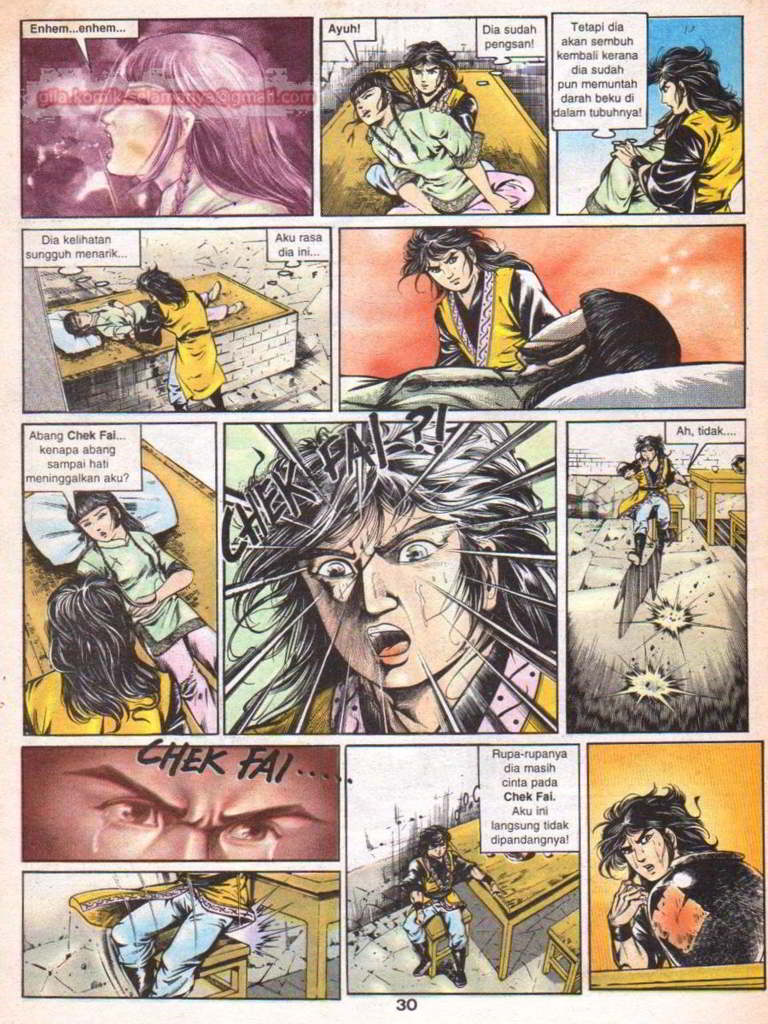 Enhem...enhem...
gila.komik-selamanya@gmail.com
Ayuh!
Dia sudah
pengsan!
Tetapi dia
akan sembuh
kembali kerana
dia sudah
pun memuntah
darah beku di
dalam tubuhnya!
Dia kelihatan
sungguh menarik...
Aku rasa
dia ini...
Abang Chek Fai...
kenapa abang
sampai hati
meninggalkan aku?
CHEK FAI ?!
Ah, tidak....
CHEK FAI.....
Rupa-rupanya
dia masih
cinta pada
Chek Fai.
Aku ini
langsung tidak
dipandangnya!
30